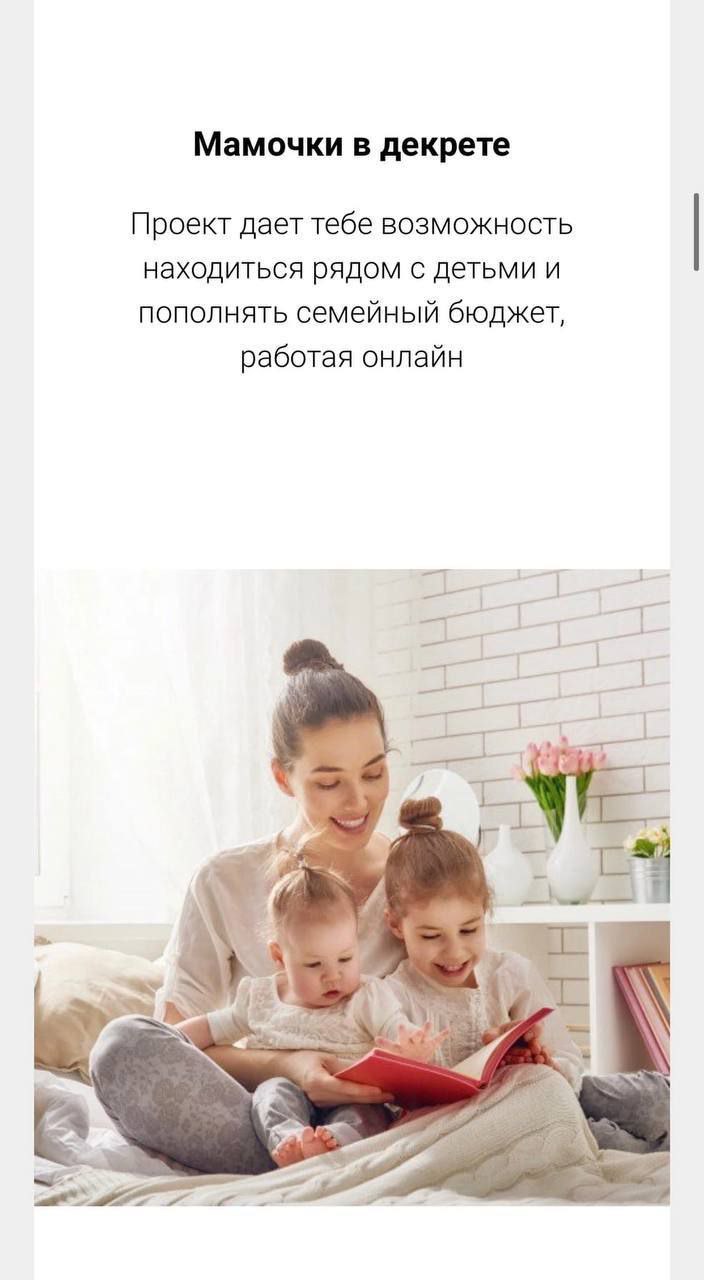 Мамочки в декрете
Проект дает тебе возможность
находиться рядом с детьми и
пополнять семейный бюджет,
работая онлайн